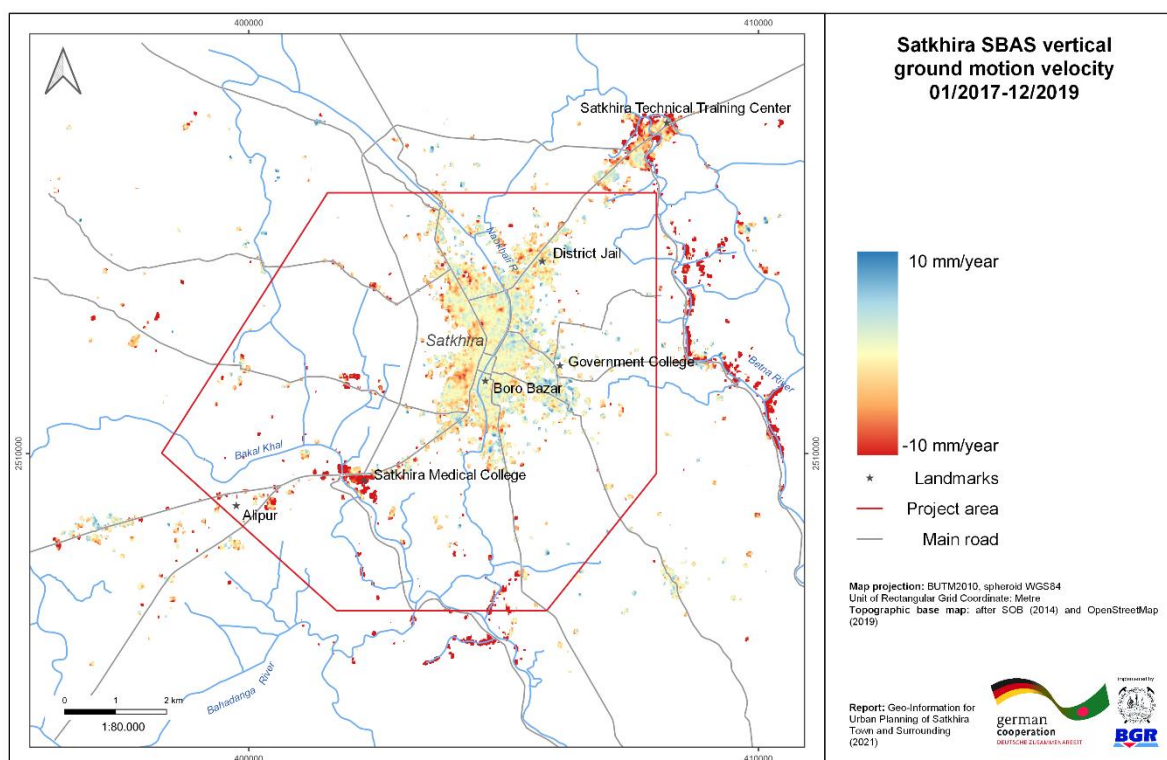 400000
410000
Satkhira Technical Training Center
Naukhali R.
District Jail
Satkhira
Government College
Boro Bazar
Betna River
2510000
2510000
Bakal Khal
Satkhira Medical College
Alipur
Bahadanga River
0 1 2 km
1:80.000
400000
410000
Satkhira SBAS vertical
ground motion velocity
01/2017-12/2019
10 mm/year
-10 mm/year
Landmarks
Project area
Main road
Map projection: BUTM2010, spheroid WGS84
Unit of Rectangular Grid Coordinate: Metre
Topographic base map: after SOB (2014) and OpenStreetMap
(2019)
Report: Geo-Information for
Urban Planning of Satkhira
Town and Surrounding
(2021)
german
cooperation
DEUTSCHE ZUSAMMENARBEIT
implemented by
BGR